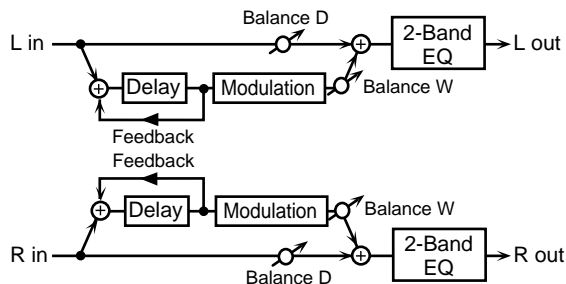 Balance D
L in
2-Band
EQ
L out
Delay
Modulation
Balance W
Feedback
Feedback
Delay
Modulation
Balance W
R in
2-Band
EQ
R out
Balance D